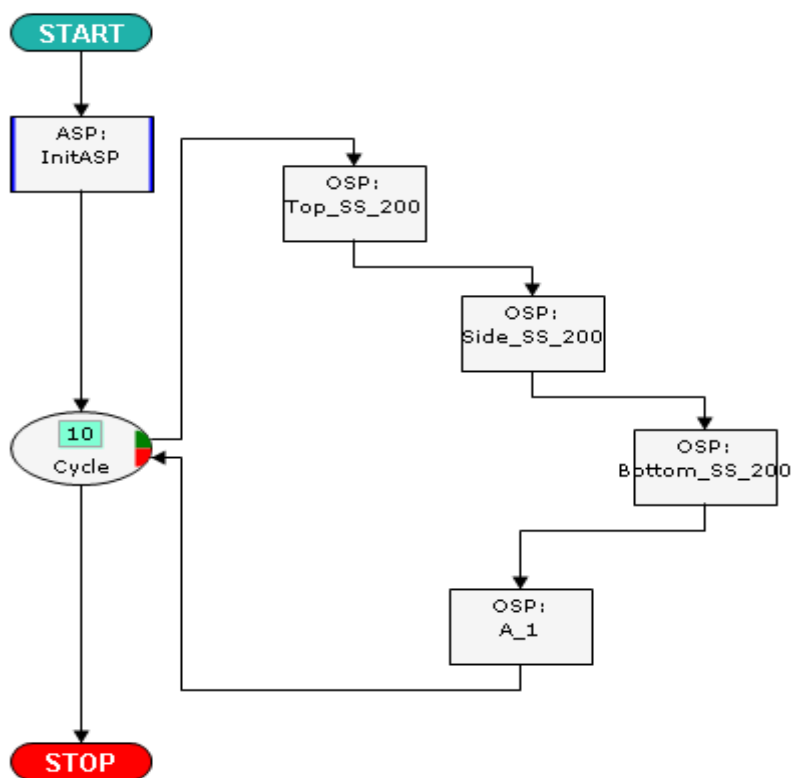 START
ASP:
InitASP
OSP:
Top_SS_200
OSP:
Side_SS_200
10
Cycle
OSP:
Bottom_SS_200
OSP:
A_1
STOP